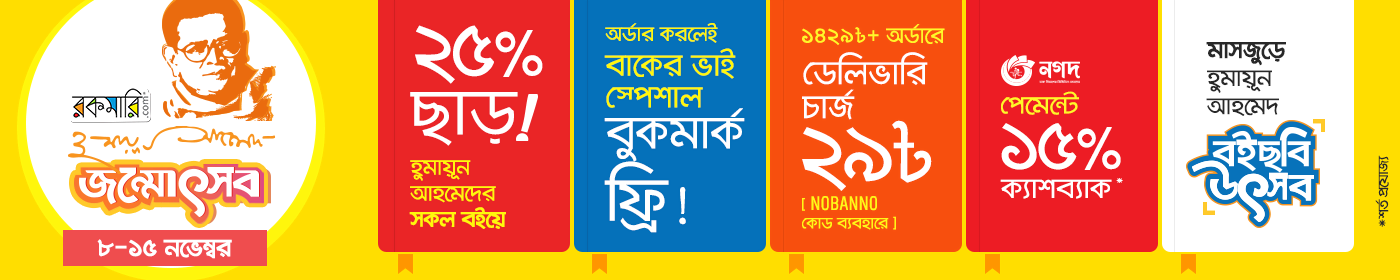 রকমারি.com
হুমায়ূন আহমেদ
জন্মোৎসব
৮-১৫ নভেম্বর
২৫%
ছাড়!
হুমায়ূন
আহমেদের
সকল বইয়ে
অর্ডার করলেই
বাকের ভাই
স্পেশাল
বুকমার্ক
ফ্রি !
১৪২৯৳+ অর্ডারে
ডেলিভারি
চার্জ
২৯৳
[ NOBANNO
কোড ব্যবহারে ]
নগদ
পেমেন্টে
১৫%
ক্যাশব্যাক *
মাসজুড়ে
হুমায়ূন
আহমেদ
বইছবি
উৎসব
*শর্ত প্রযোজ্য